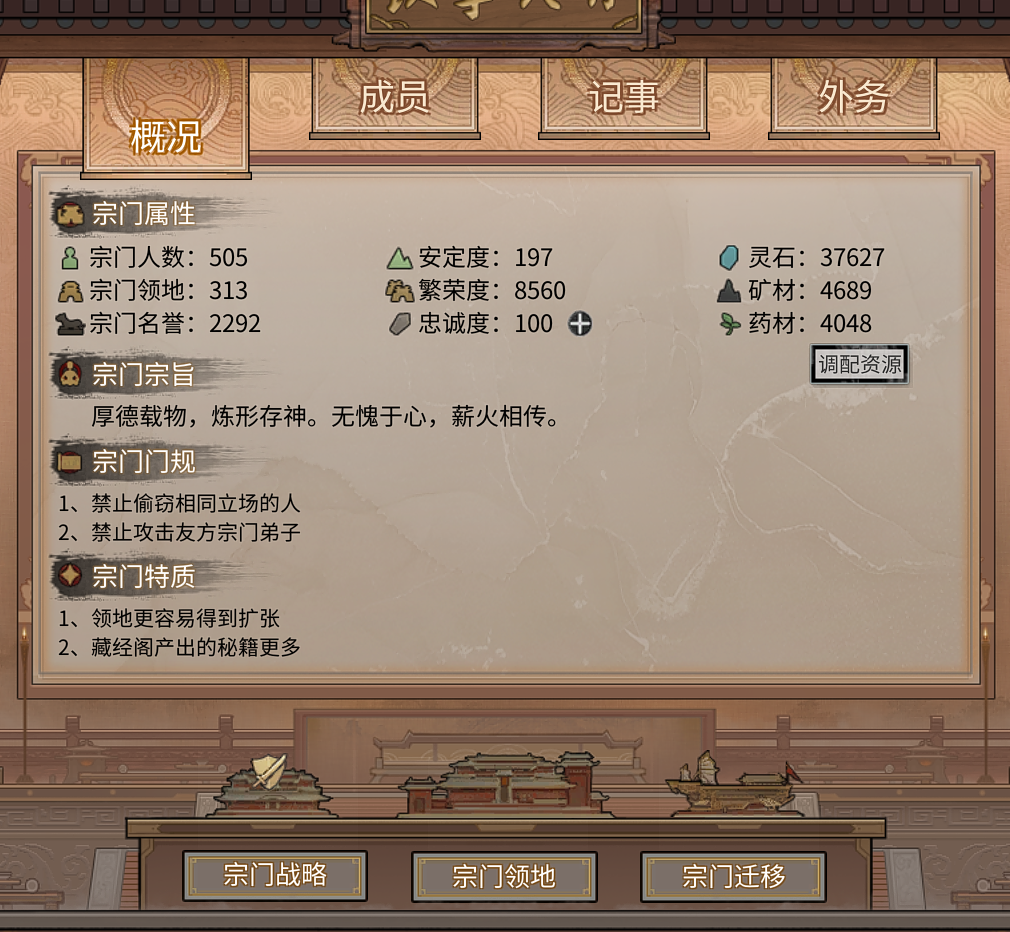 概况 成员 记事 外务
宗门属性
宗门人数：505 安定度：197 灵石：37627
宗门领地：313 繁荣度：8560 矿材：4689
宗门名誉：2292 忠诚度：100 药材：4048
调配资源
宗门宗旨
厚德载物，炼形存神。无愧于心，薪火相传。
宗门门规
1、禁止偷窃相同立场的人
2、禁止攻击友方宗门弟子
宗门特质
1、领地更容易得到扩张
2、藏经阁产出的秘籍更多
宗门战略 宗门领地 宗门迁移